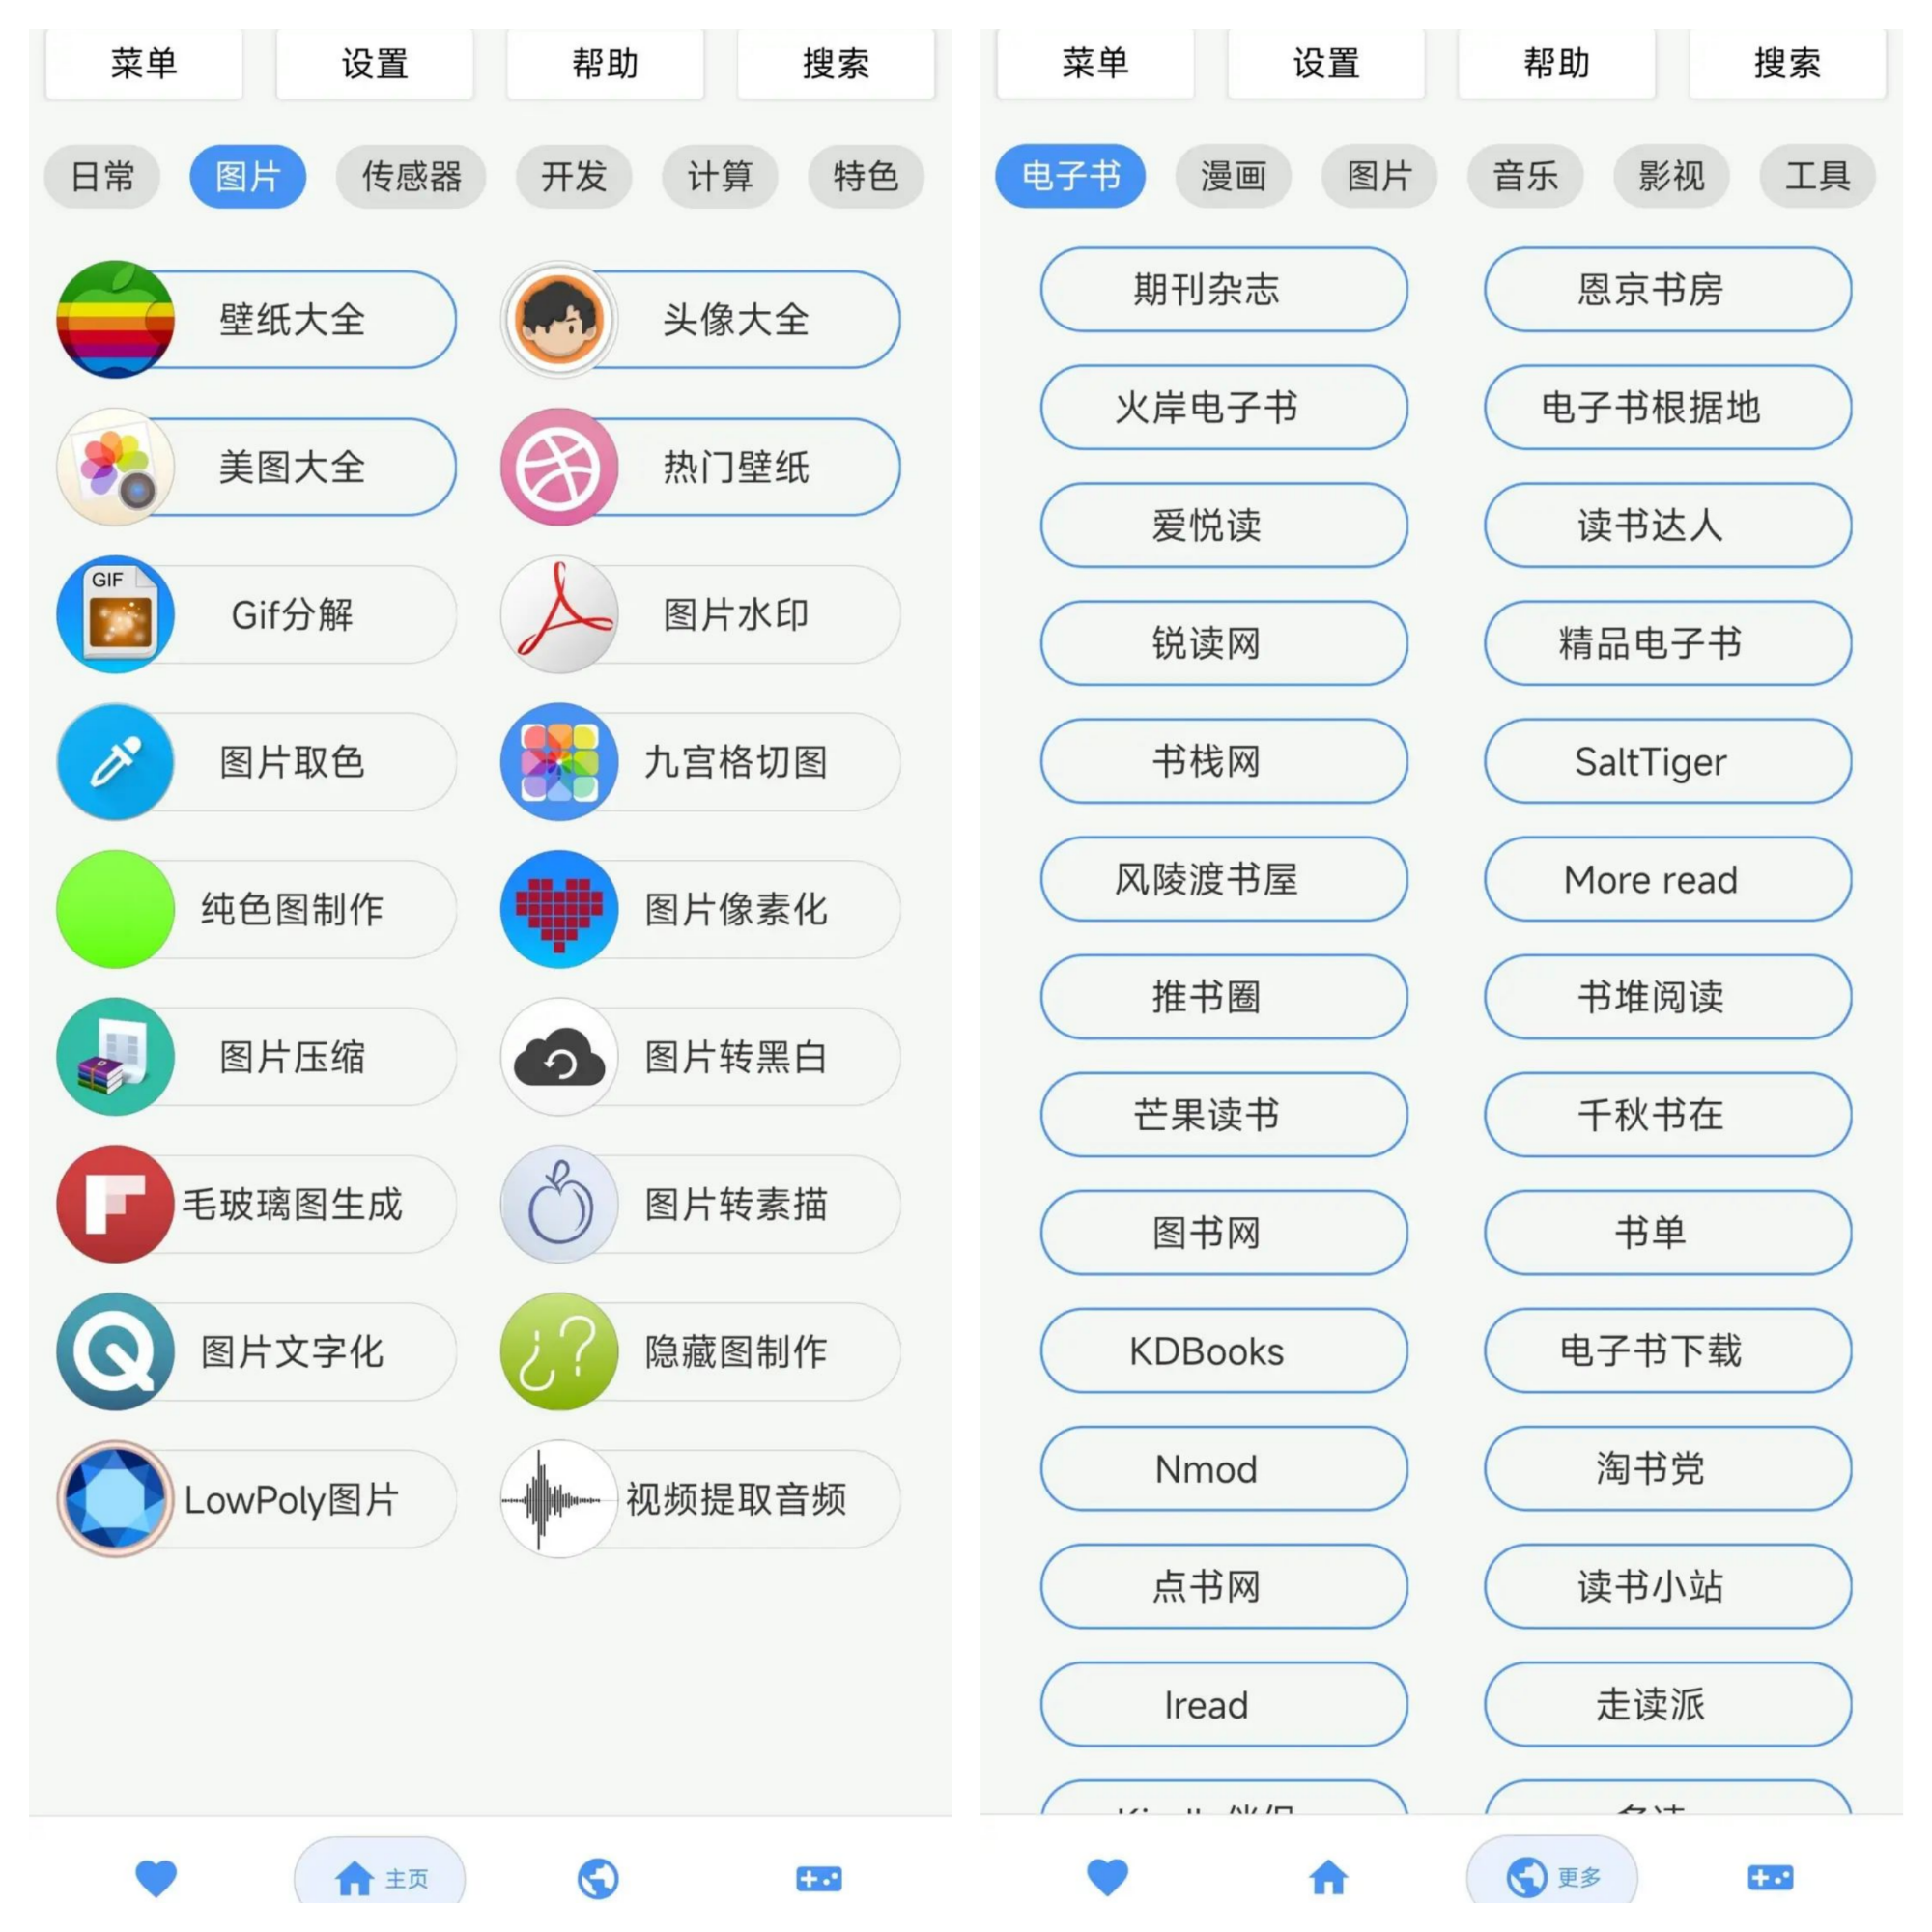 菜单 设置 帮助 搜索
日常 图片 传感器 开发 计算 特色
壁纸大全 头像大全
美图大全 热门壁纸
GIF
Gif分解 图片水印
图片取色 九宫格切图
纯色图制作 图片像素化
图片压缩 图片转黑白
毛玻璃图生成 图片转素描
图片文字化 隐藏图制作
LowPoly图片 视频提取音频
主页
菜单 设置 帮助 搜索
电子书 漫画 图片 音乐 影视 工具
期刊杂志 恩京书房
火岸电子书 电子书根据地
爱悦读 读书达人
锐读网 精品电子书
书栈网 SaltTiger
风陵渡书屋 More read
推书圈 书堆阅读
芒果读书 千秋书在
图书网 书单
KDBooks 电子书下载
Nmod 淘书党
点书网 读书小站
Iread 走读派
更多